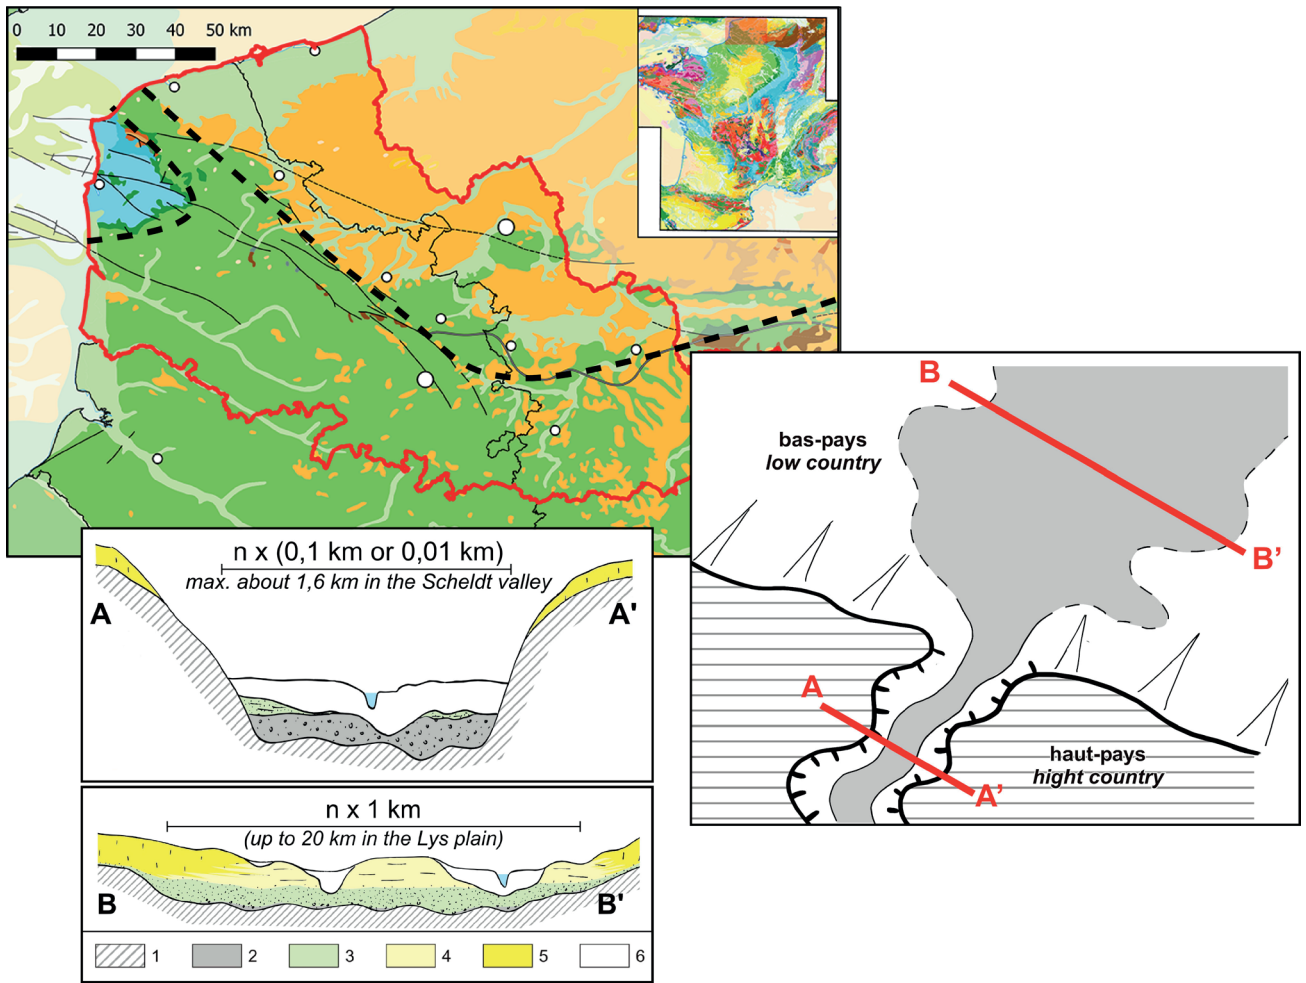 0 10 20 30 40 50 km
B
bas-pays
low country
B'
n x (0,1 km or 0,01 km)
max. about 1,6 km in the Scheldt valley
A
A'
A
haut-pays
hight country
A'
n x 1 km
(up to 20 km in the Lys plain)
B
B'
1 2 3 4 5 6